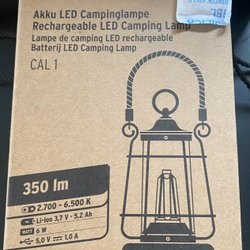 Akku LED Campinglampe
Rechargeable LED Camping Lamp
Lampe de camping LED rechargeable
Batterij LED Camping Lamp
CAL 1
350 lm
2.700 - 6.500 K
Li-Ion 3,7 V - 5,2 Ah
WATT 6 W
5,0 V 1,0 A